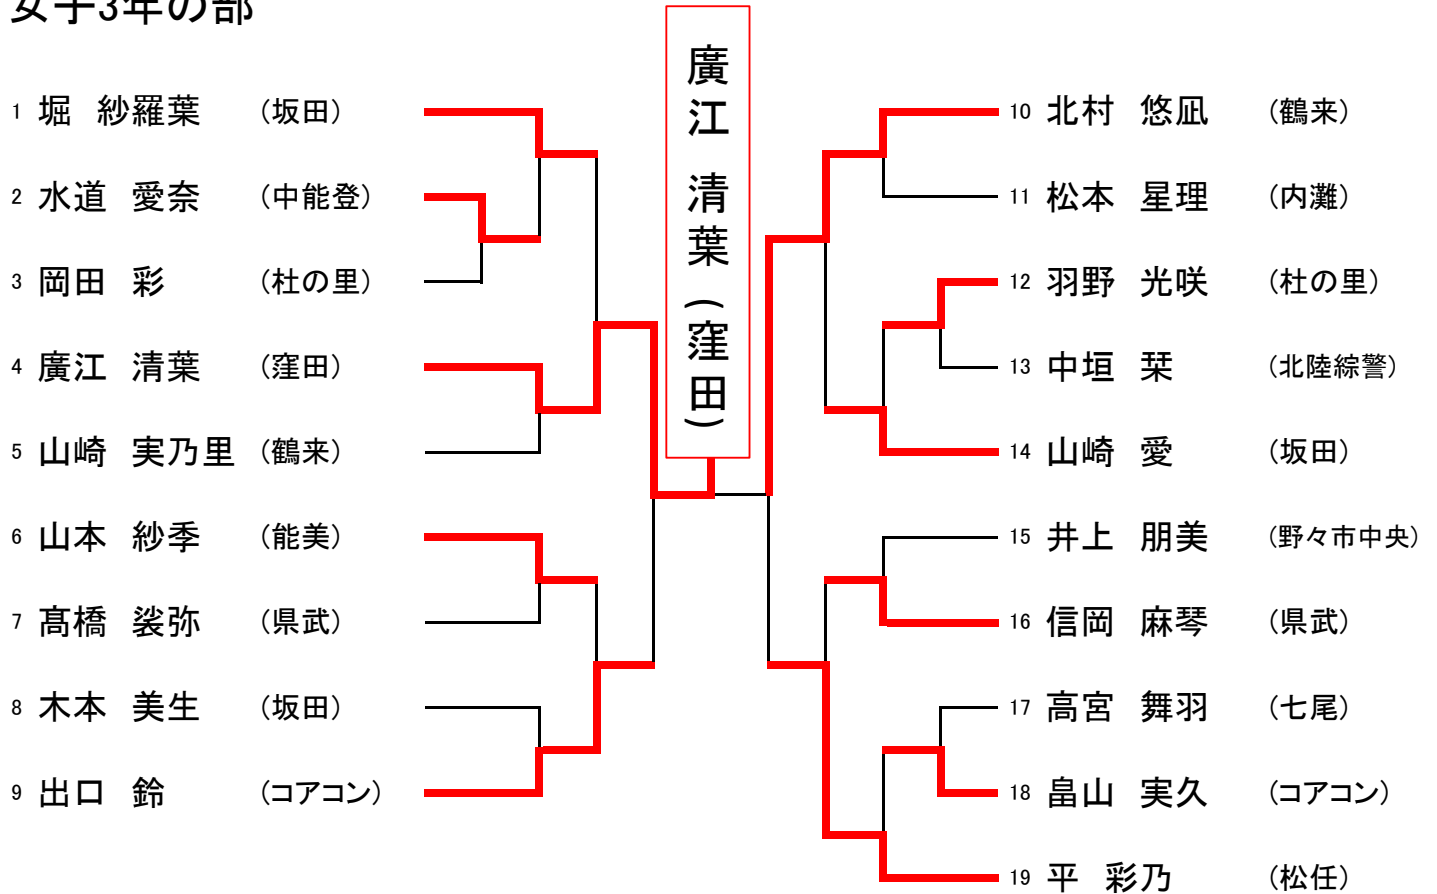 女子3年の部
廣江 清葉(窪田)
1 堀 紗羅葉 (坂田)
2 水道 愛奈 (中能登)
3 岡田 彩 (杜の里)
4 廣江 清葉 (窪田)
5 山崎 実乃里 (鶴来)
6 山本 紗季 (能美)
7 髙橋 裟弥 (県武)
8 木本 美生 (坂田)
9 出口 鈴 (コアコン)
10 北村 悠凪 (鶴来)
11 松本 星理 (内灘)
12 羽野 光咲 (杜の里)
13 中垣 栞 (北陸綜警)
14 山崎 愛 (坂田)
15 井上 朋美 (野々市中央)
16 信岡 麻琴 (県武)
17 高宮 舞羽 (七尾)
18 畠山 実久 (コアコン)
19 平 彩乃 (松任)